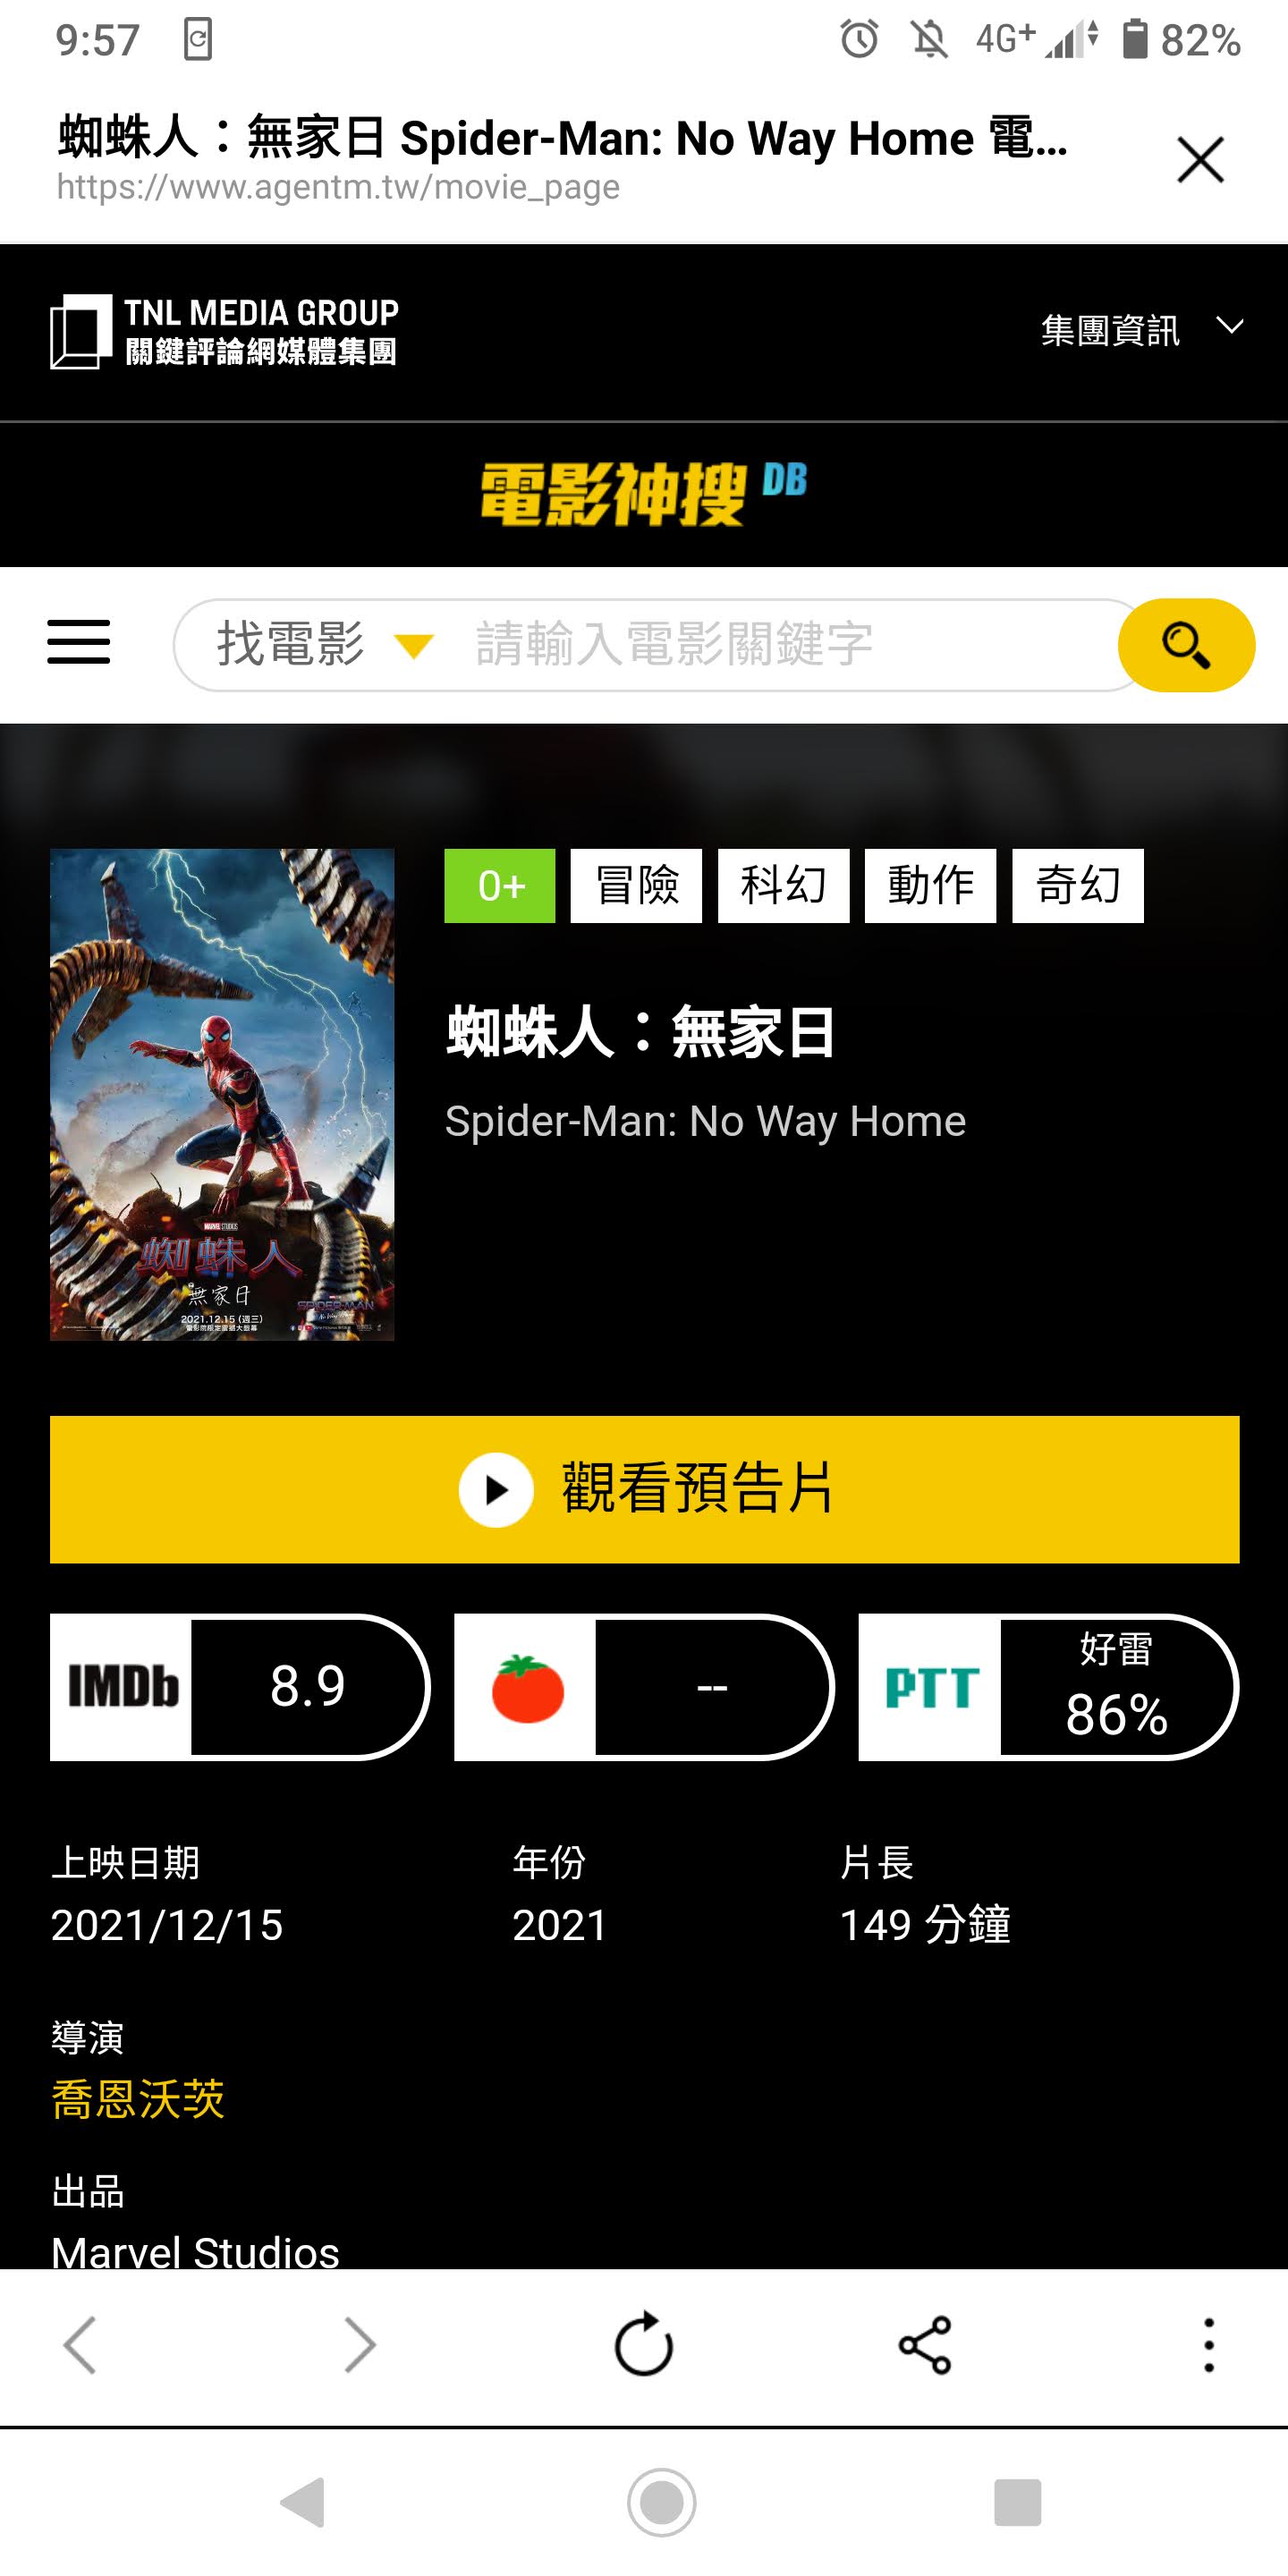 9:57
4G+
82%
蜘蛛人：無家日 Spider-Man: No Way Home 電...
https://www.agentm.tw/movie_page
TNL MEDIA GROUP
關鍵評論網媒體集團
集團資訊
電影神搜 DB
找電影
請輸入電影關鍵字
0+
冒險
科幻
動作
奇幻
蜘蛛人：無家日
Spider-Man: No Way Home
MARVEL STUDIOS
蜘蛛人
無家日
SPIDER-MAN
2021.12.15 (週三)
觀看預告片
IMDb
8.9
--
PTT
好雷
86%
上映日期
年份
片長
2021/12/15
2021
149 分鐘
導演
喬恩沃茨
出品
Marvel Studios